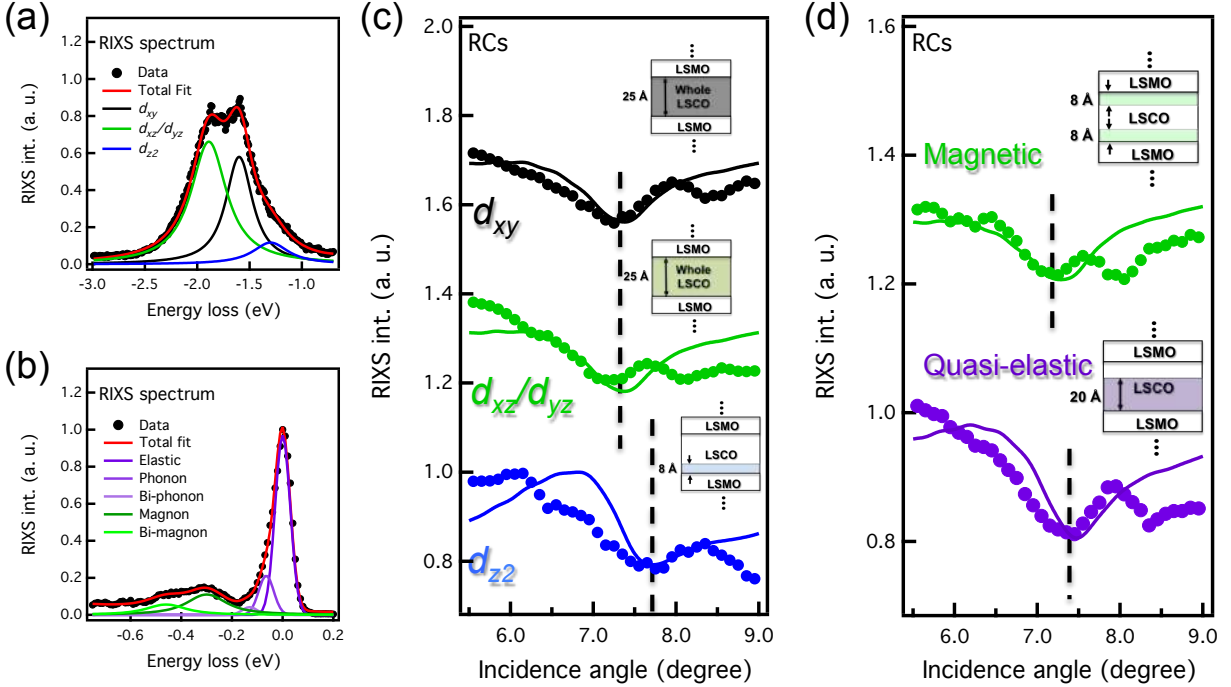 (a)
RIXS spectrum
Data
Total Fit
dxy
dxz/dyz
dz2
RIXS int. (a. u.)
1.2
1.0
0.8
0.6
0.4
0.2
0.0
-3.0
-2.5
-2.0
-1.5
-1.0
Energy loss (eV)
(b)
RIXS spectrum
Data
Total fit
Elastic
Phonon
Bi-phonon
Magnon
Bi-magnon
RIXS int. (a. u.)
1.2
1.0
0.8
0.6
0.4
0.2
0.0
-0.6
-0.4
-0.2
0.0
0.2
Energy loss (eV)
(c)
RCs
RIXS int. (a. u.)
2.0
1.8
1.6
1.4
1.2
1.0
0.8
LSMO
25 Å
Whole
LSCO
LSMO
dxy
LSMO
25 Å
Whole
LSCO
LSMO
dxz/dyz
LSMO
LSCO
8 Å
LSMO
dz2
6.0
7.0
8.0
9.0
Incidence angle (degree)
(d)
RCs
RIXS int. (a. u.)
1.6
1.4
1.2
1.0
0.8
LSMO
8 Å
LSCO
8 Å
LSMO
Magnetic
Quasi-elastic
LSMO
LSCO
20 Å
LSMO
6.0
7.0
8.0
9.0
Incidence angle (degree)